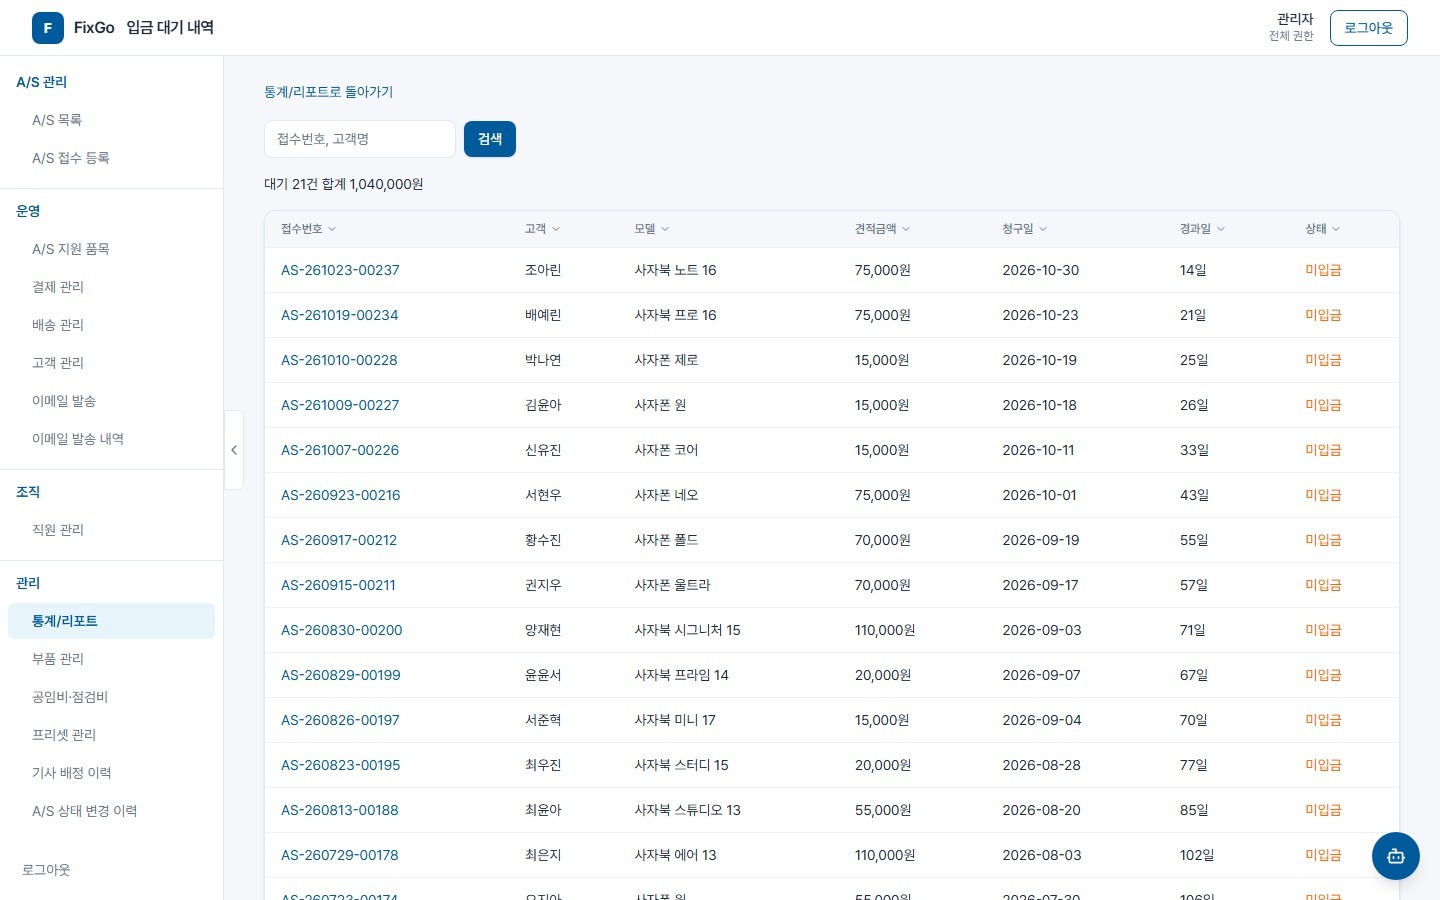 F FixGo 입금 대기 내역
관리자
전체 권한
로그아웃
A/S 관리
A/S 목록
A/S 접수 등록
운영
A/S 지원 품목
결제 관리
배송 관리
고객 관리
이메일 발송
이메일 발송 내역
조직
직원 관리
관리
통계/리포트
부품 관리
공임비·점검비
프리셋 관리
기사 배정 이력
A/S 상태 변경 이력
로그아웃
통계/리포트로 돌아가기
접수번호, 고객명 검색
대기 21건 합계 1,040,000원
접수번호 고객 모델 견적금액 청구일 경과일 상태
AS-261023-00237 조아린 사자북 노트 16 75,000원 2026-10-30 14일 미입금
AS-261019-00234 배예린 사자북 프로 16 75,000원 2026-10-23 21일 미입금
AS-261010-00228 박나연 사자폰 제로 15,000원 2026-10-19 25일 미입금
AS-261009-00227 김윤아 사자폰 원 15,000원 2026-10-18 26일 미입금
AS-261007-00226 신유진 사자폰 코어 15,000원 2026-10-11 33일 미입금
AS-260923-00216 서현우 사자폰 네오 75,000원 2026-10-01 43일 미입금
AS-260917-00212 황수진 사자폰 폴드 70,000원 2026-09-19 55일 미입금
AS-260915-00211 권지우 사자폰 울트라 70,000원 2026-09-17 57일 미입금
AS-260830-00200 양재현 사자북 시그니처 15 110,000원 2026-09-03 71일 미입금
AS-260829-00199 윤윤서 사자북 프라임 14 20,000원 2026-09-07 67일 미입금
AS-260826-00197 서준혁 사자북 미니 17 15,000원 2026-09-04 70일 미입금
AS-260823-00195 최우진 사자북 스터디 15 20,000원 2026-08-28 77일 미입금
AS-260813-00188 최윤아 사자북 스튜디오 13 55,000원 2026-08-20 85일 미입금
AS-260729-00178 최은지 사자북 에어 13 110,000원 2026-08-03 102일 미입금
AS-260723-00174 사자폰 원 55,000원 2026-07-30 106일 미입금